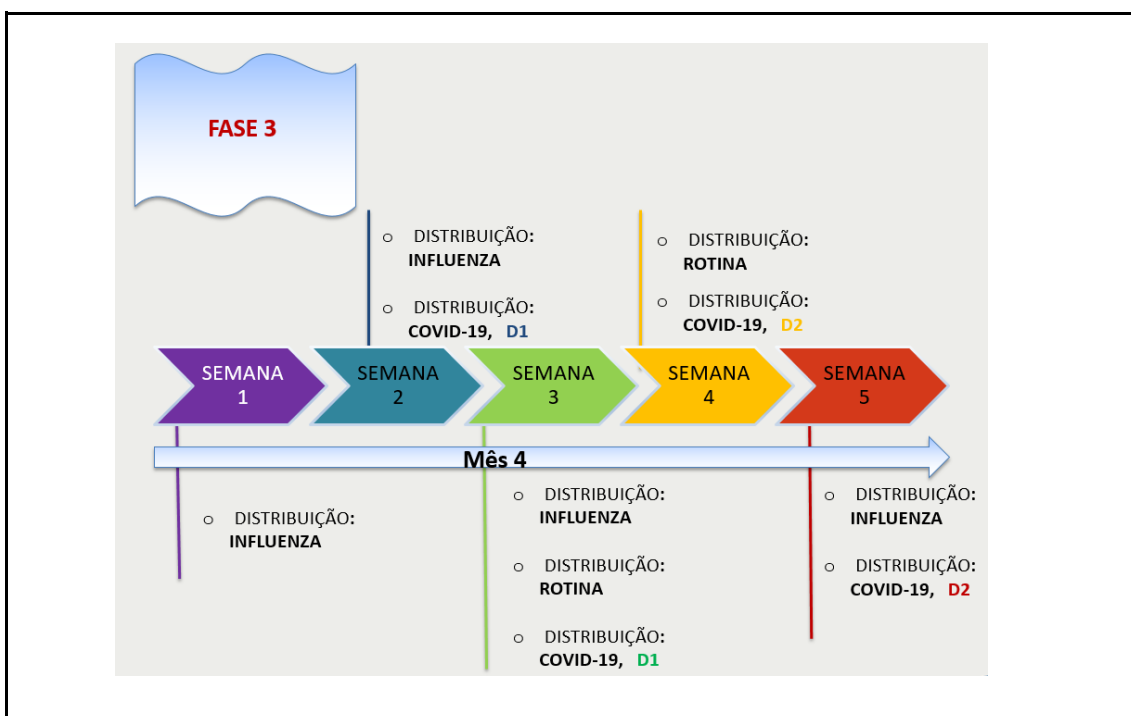 FASE 3
o DISTRIBUIÇÃO:
INFLUENZA
o DISTRIBUIÇÃO:
COVID-19, D1
o DISTRIBUIÇÃO:
ROTINA
o DISTRIBUIÇÃO:
COVID-19, D2
SEMANA
1
SEMANA
2
SEMANA
3
SEMANA
4
SEMANA
5
Mês 4
o DISTRIBUIÇÃO:
INFLUENZA
o DISTRIBUIÇÃO:
INFLUENZA
o DISTRIBUIÇÃO:
ROTINA
o DISTRIBUIÇÃO:
COVID-19, D1
o DISTRIBUIÇÃO:
INFLUENZA
o DISTRIBUIÇÃO:
COVID-19, D2